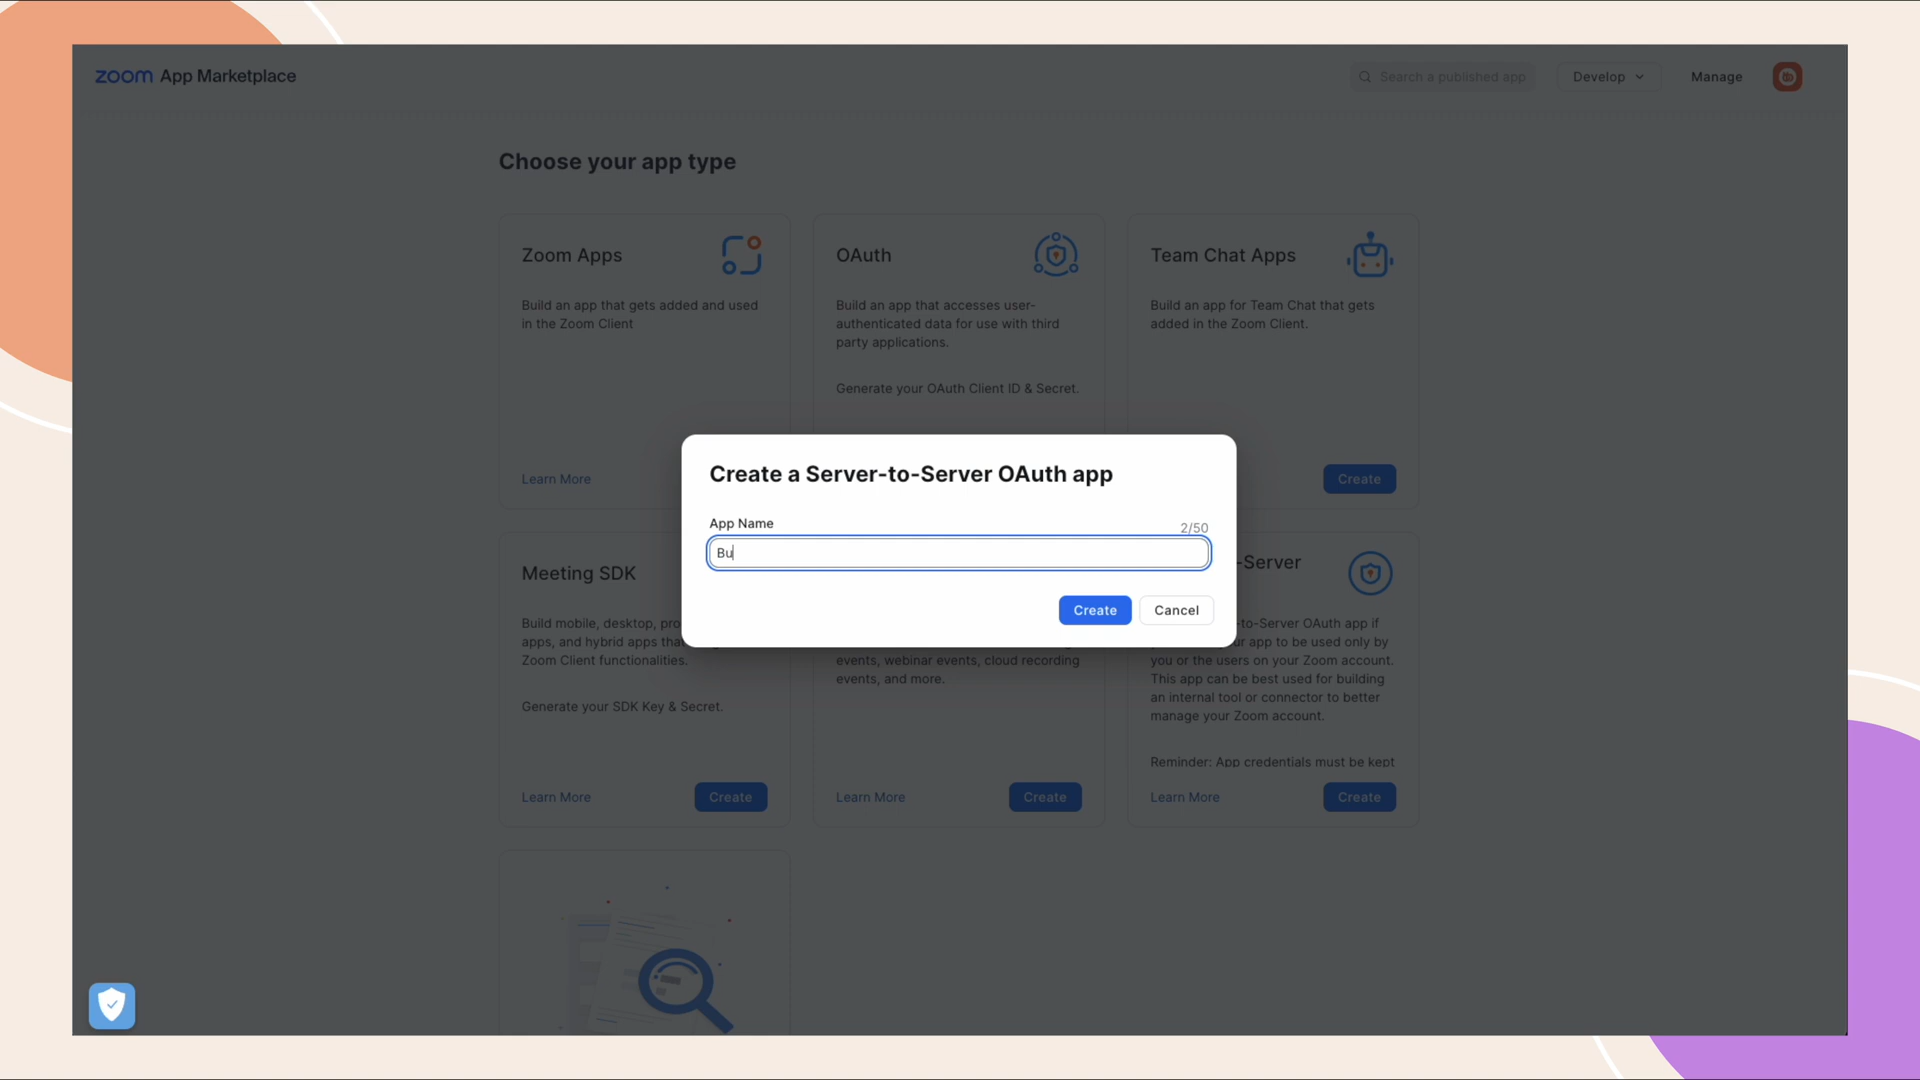 zoom App Marketplace
Search a published app
Develop
Manage
Choose your app type
Zoom Apps
Build an app that gets added and used
in the Zoom Client
Learn More
OAuth
Build an app that accesses user-
authenticated data for use with third
party applications.
Generate your OAuth Client ID & Secret.
Team Chat Apps
Build an app for Team Chat that gets
added in the Zoom Client.
Create
Create a Server-to-Server OAuth app
App Name
2/50
Bu
Create
Cancel
Meeting SDK
Build mobile, desktop, pro
apps, and hybrid apps that
Zoom Client functionalities.
Generate your SDK Key & Secret.
Learn More
Create
events, webinar events, cloud recording
events, and more.
Learn More
Create
-Server
-to-Server OAuth app if
ur app to be used only by
you or the users on your Zoom account.
This app can be best used for building
an internal tool or connector to better
manage your Zoom account.
Reminder: App credentials must be kept
Learn More
Create